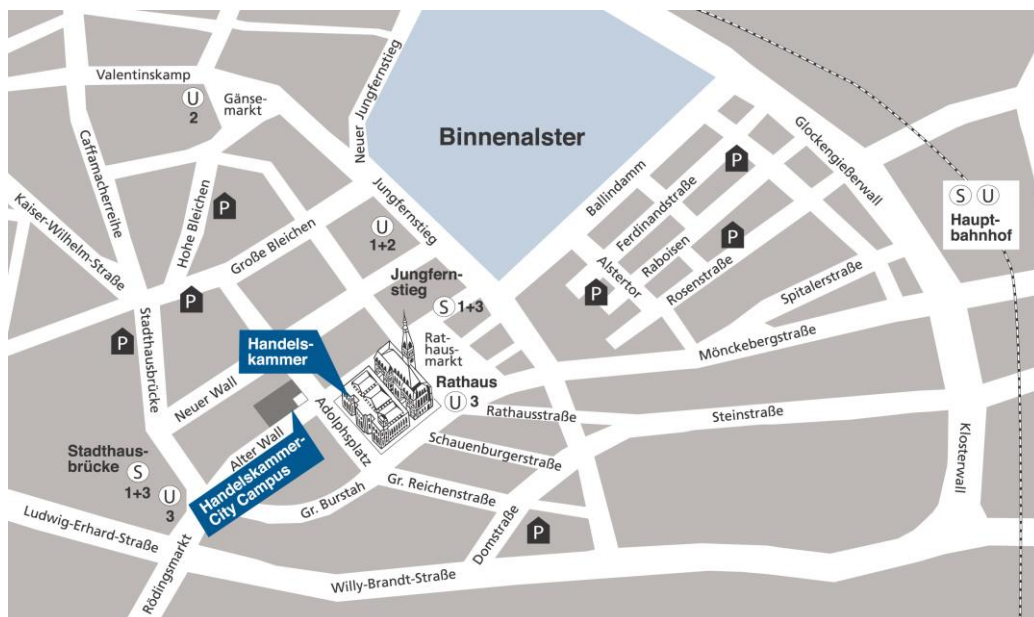 Valentinskamp
U
2
Gänse-
markt
Neuer Jungfernstieg
Binnenalster
Glockengießerwall
Caffamacherreihe
Kaiser-Wilhelm-Straße
Hohe Bleichen
P
Große Bleichen
Jungfernstieg
U
1+2
Ballindamm
Ferdinandstraße
P
Raboisen
P
Alstertor
Rosenstraße
P
Spitalerstraße
S U
Haupt-
bahnhof
Jungfern-
stieg
S 1+3
P
P
Stadthausbrücke
Handels-
kammer
Rat-
haus-
markt
Mönckebergstraße
Neuer Wall
Rathaus
U 3
Rathausstraße
Steinstraße
Adolphsplatz
Alter Wall
Schauenburgerstraße
Klosterwall
Stadthaus-
brücke
S
1+3
U
3
Handelskammer-
City Campus
Gr. Burstah
Gr. Reichenstraße
Domstraße
P
Ludwig-Erhard-Straße
Rödingsmarkt
Willy-Brandt-Straße